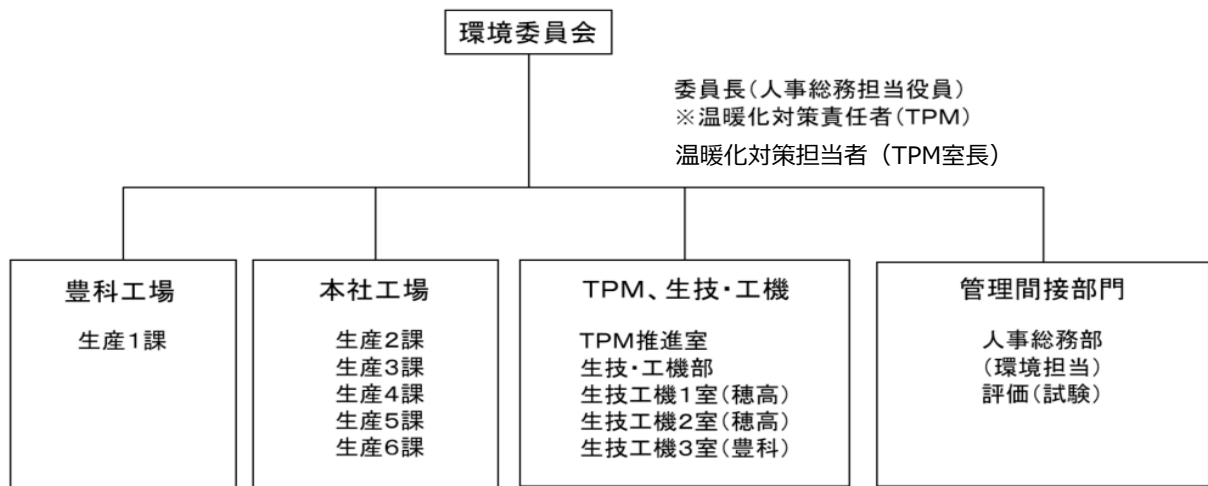 環境委員会
委員長(人事総務担当役員)
※温暖化対策責任者(TPM)
温暖化対策担当者（TPM室長）
豊科工場
生産1課
本社工場
生産2課
生産3課
生産4課
生産5課
生産6課
TPM、生技・工機
TPM推進室
生技・工機部
生技工機1室(穂高)
生技工機2室(穂高)
生技工機3室(豊科)
管理間接部門
人事総務部
(環境担当)
評価(試験)